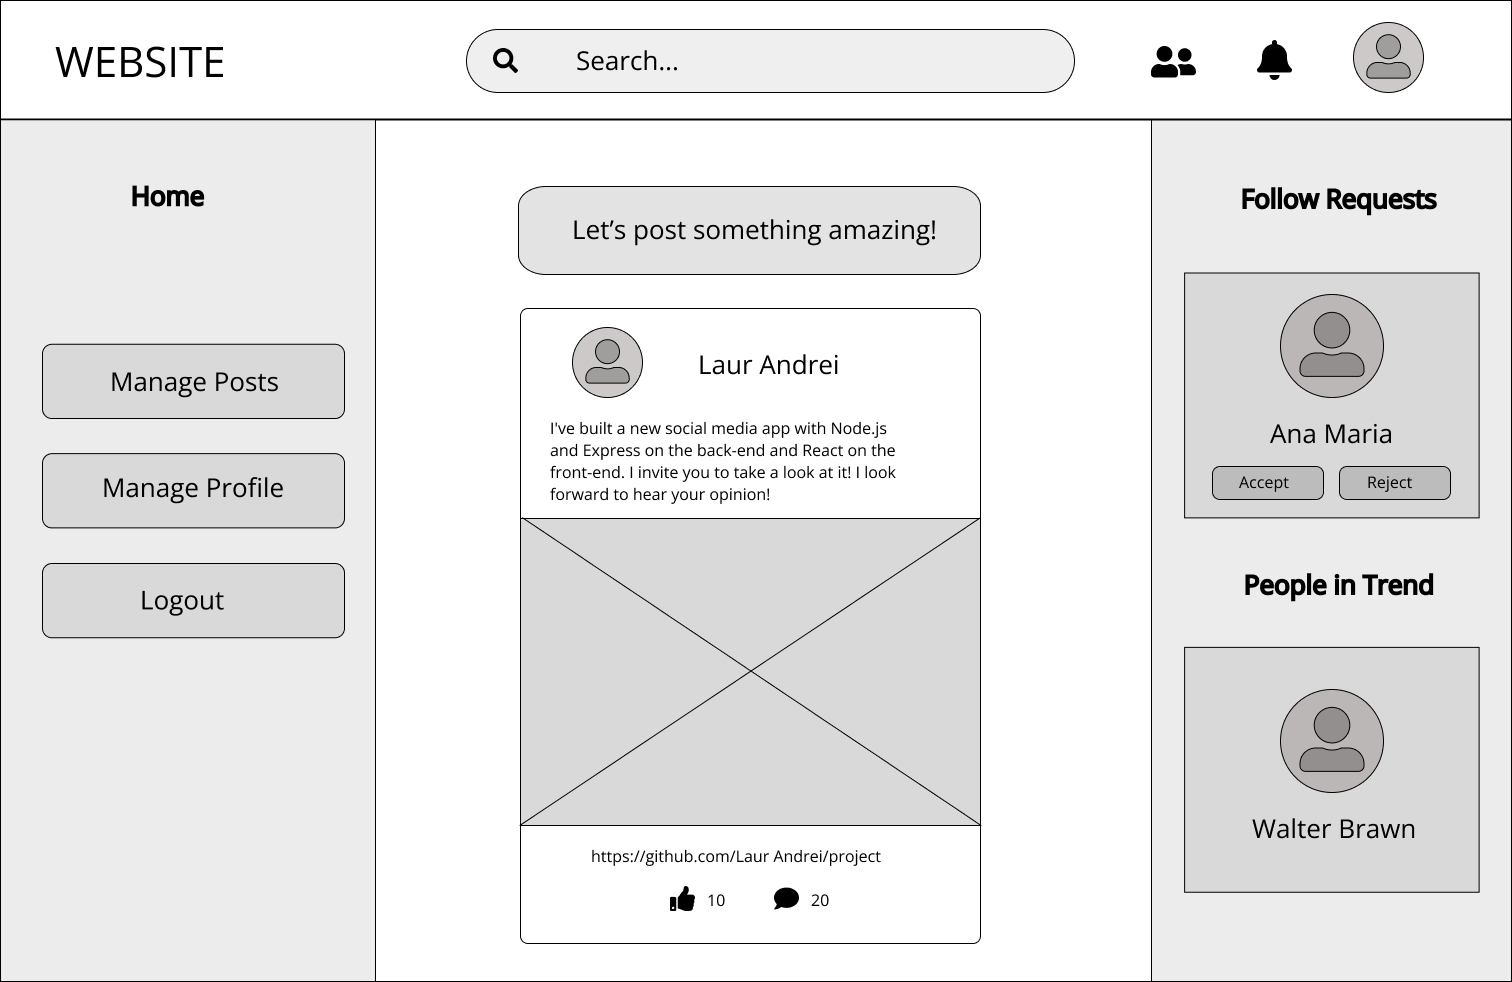 WEBSITE
Search...
Home
Manage Posts
Manage Profile
Logout
Let’s post something amazing!
Laur Andrei
I've built a new social media app with Node.js
and Express on the back-end and React on the
front-end. I invite you to take a look at it! I look
forward to hear your opinion!
https://github.com/Laur Andrei/project
10
20
Follow Requests
Ana Maria
Accept
Reject
People in Trend
Walter Brawn